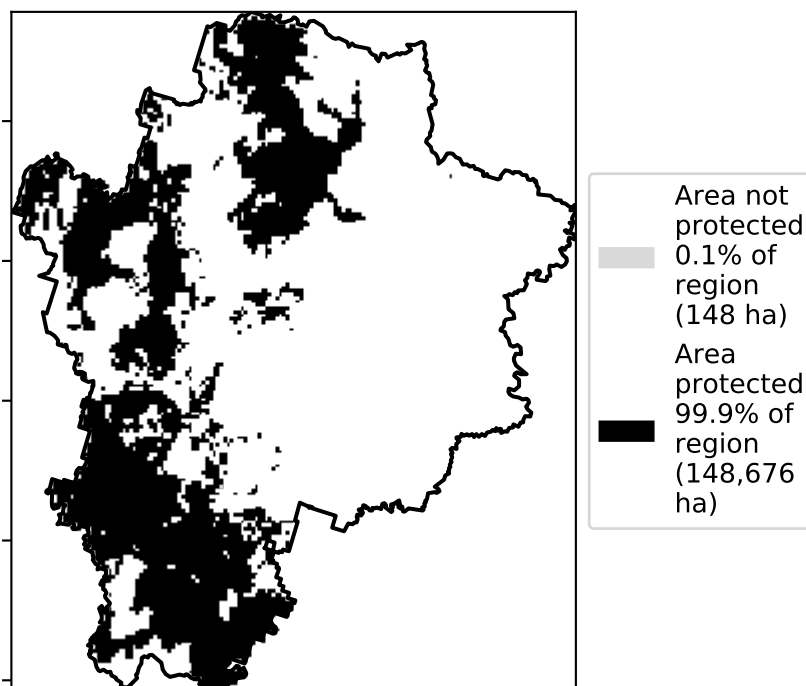 Area not
protected
0.1% of
region
(148 ha)
Area
protected
99.9% of
region
(148,676
ha)